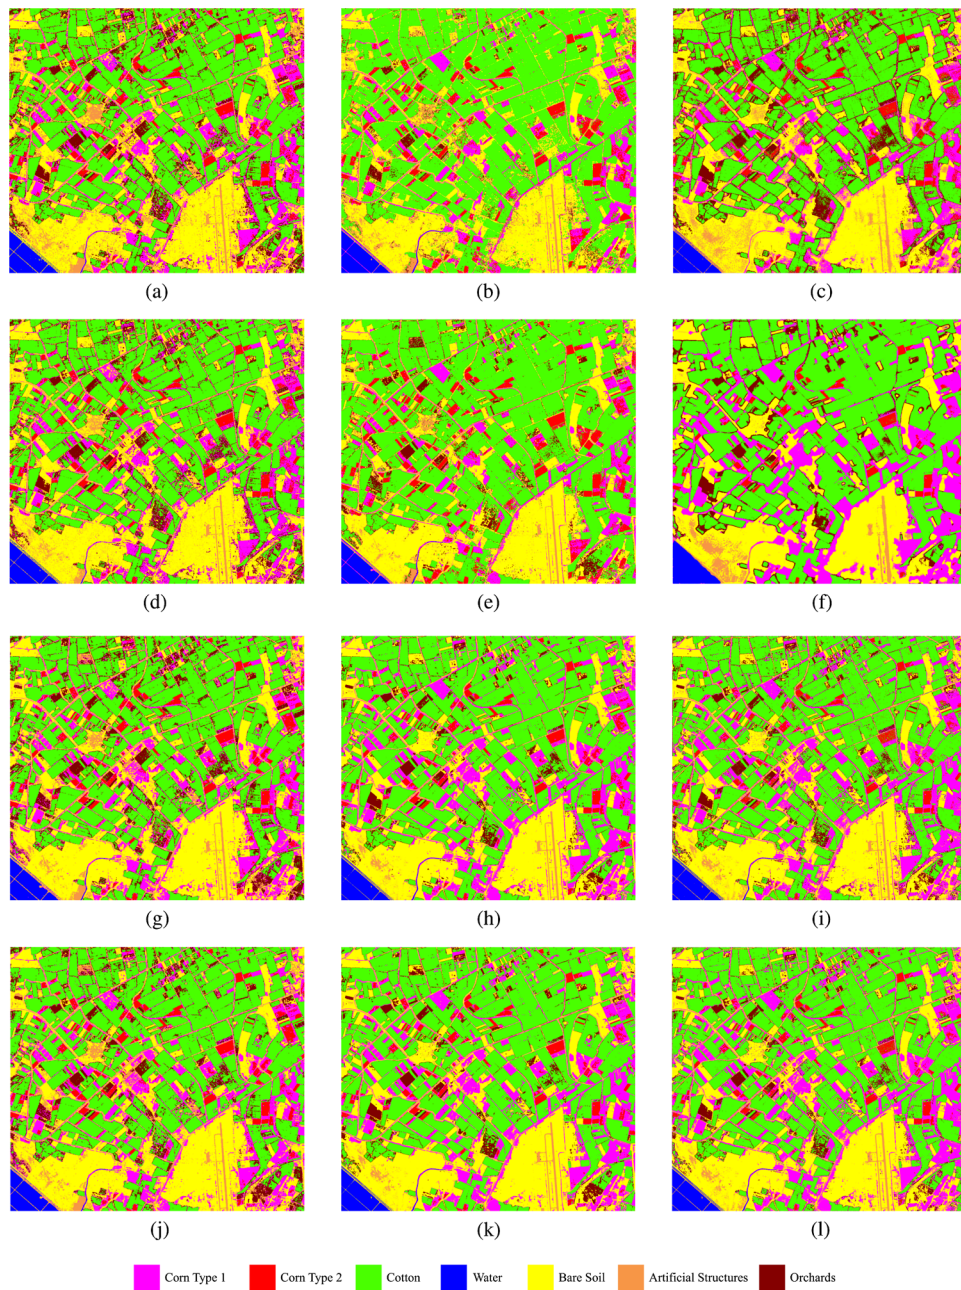 (a) (b) (c)
(d) (e) (f)
(g) (h) (i)
(j) (k) (l)
Corn Type 1 Corn Type 2 Cotton Water Bare Soil Artificial Structures Orchards